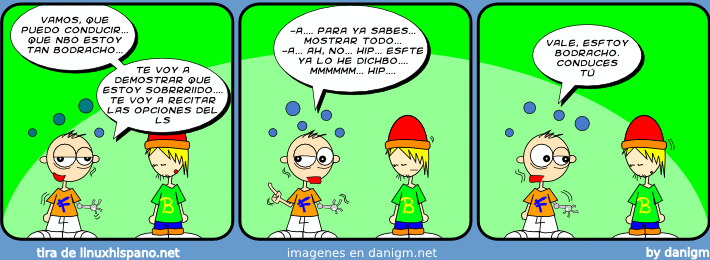 VAMOS, QUE
PUEDO CONDUCIR...
QUE NBO ESTOY
TAN BODRACHO...
TE VOY A
DEMOSTRAR QUE
ESTOY SOBRRRIIDO....
TE VOY A RECITAR
LAS OPCIONES DEL
LS
F
B
-A.... PARA YA SABES...
MOSTRAR TODO...
-A... AH, NO... HIP... ESFTE
YA LO HE DICHBO....
MMMMMM... HIP....
F
B
VALE, ESFTOY
BODRACHO.
CONDUCES
TÚ
F
B
tira de linuxhispano.net
imagenes en danigm.net
by danigm